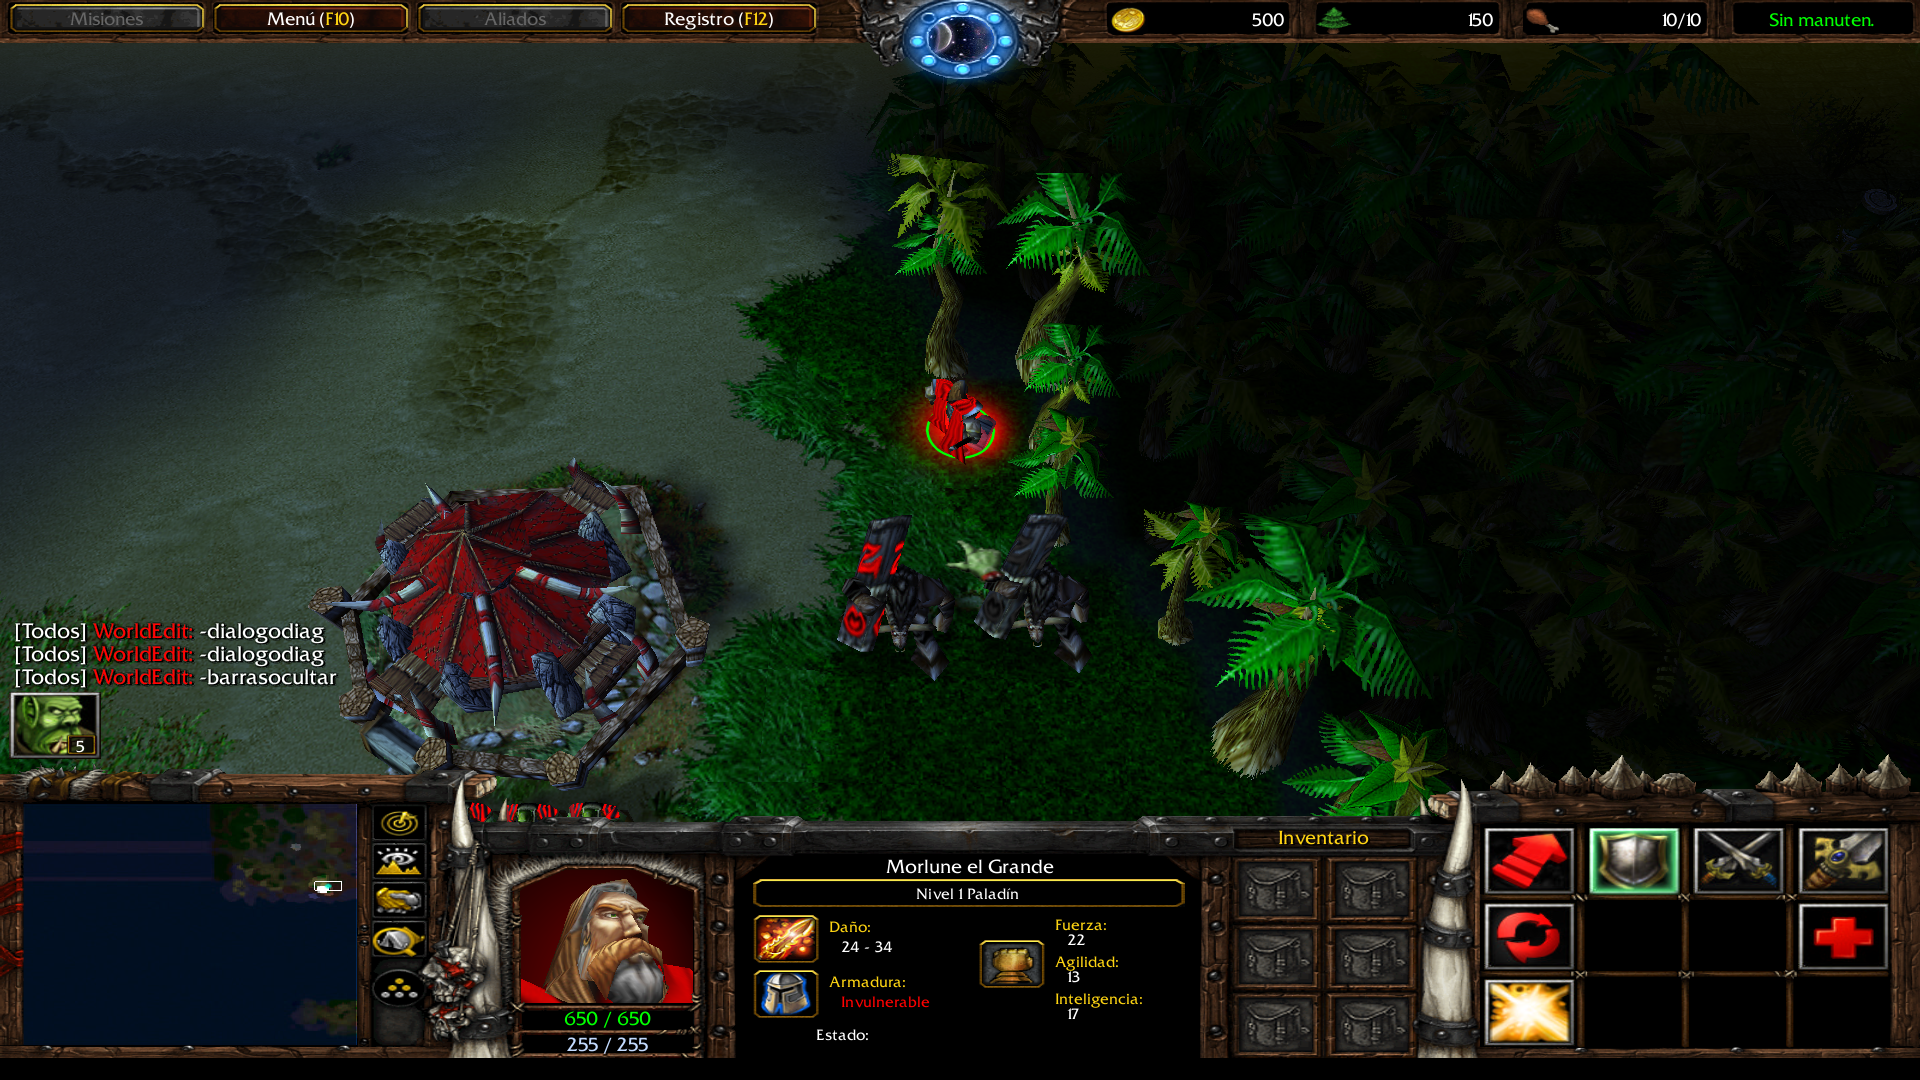 Misiones
Menú (F10)
Aliados
Registro (F12)
500
150
10/10
Sin manuten.
[Todos] WorldEdit: -dialogodiag
[Todos] WorldEdit: -dialogodiag
[Todos] WorldEdit: -barrasocultar
5
Inventario
Morlune el Grande
Nivel 1 Paladín
Daño:
24 - 34
Armadura:
Invulnerable
Fuerza:
22
Agilidad:
13
Inteligencia:
17
Estado:
650 / 650
255 / 255